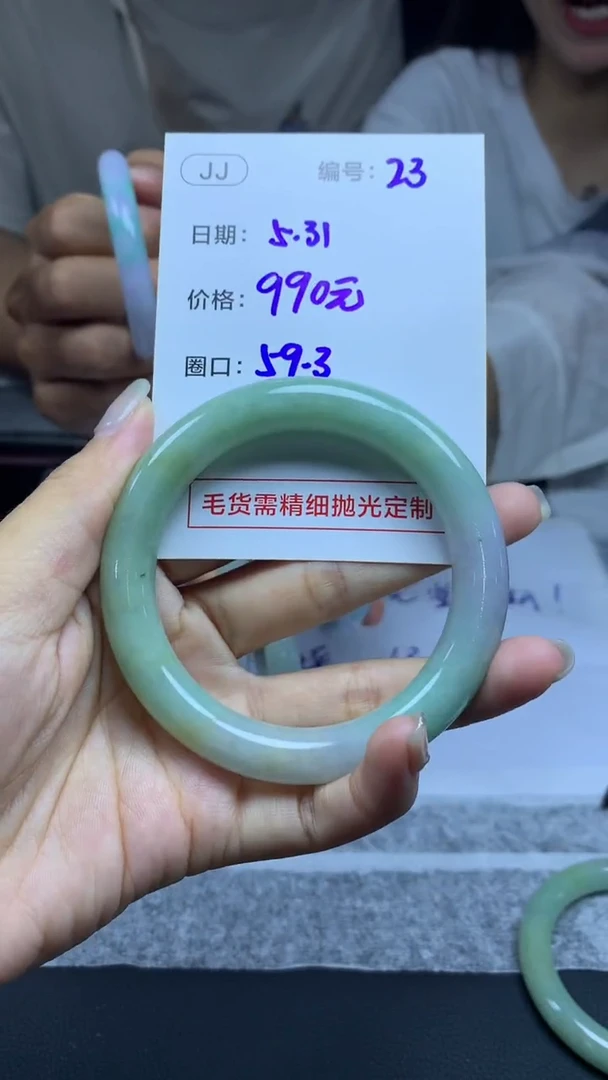 JJ 编号: 23
日期: 5.31
价格: 990元
圈口: 59.3
毛货需精细抛光定制